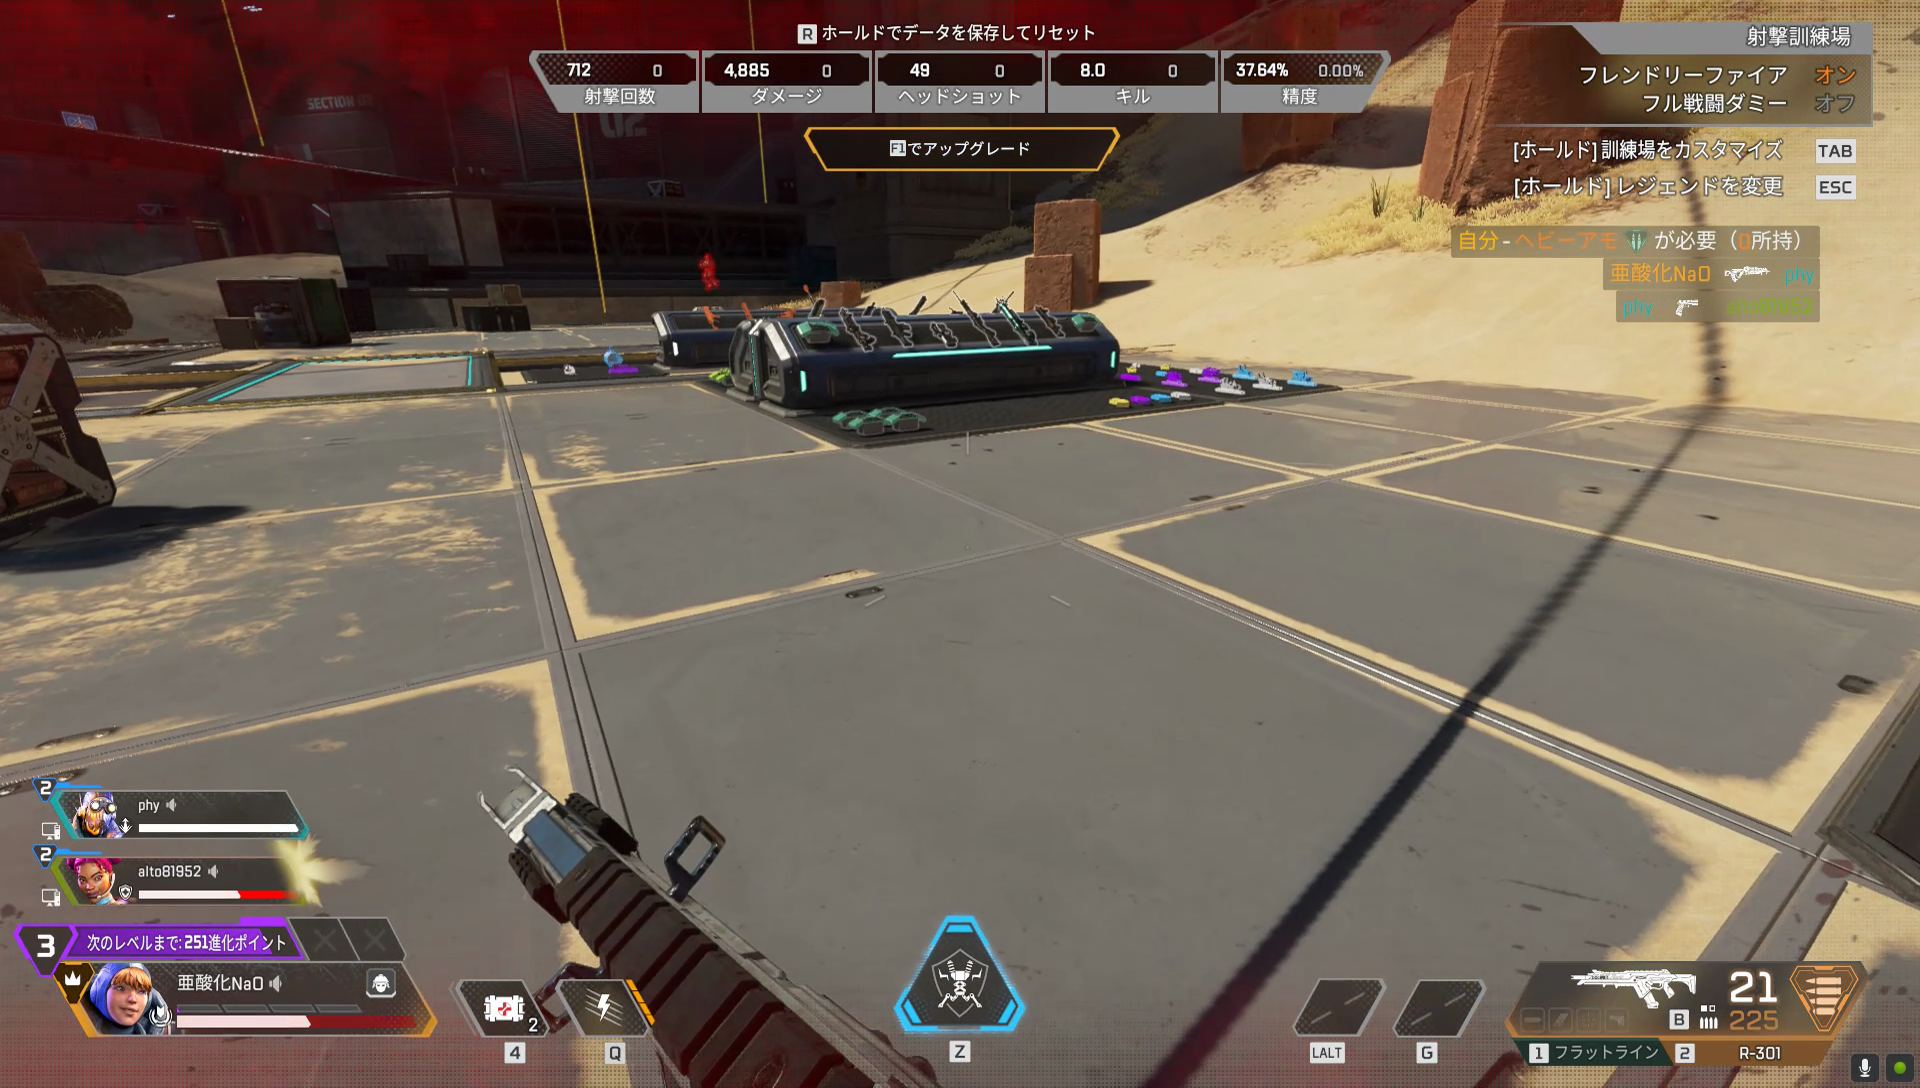 R ホールドでデータを保存してリセット
712 0
射撃回数
4,885 0
ダメージ
49 0
ヘッドショット
8.0 0
キル
37.64% 0.00%
精度
F1でアップグレード
射撃訓練場
フレンドリーファイア オン
フル戦闘ダミー オフ
[ホールド] 訓練場をカスタマイズ TAB
[ホールド] レジェンドを変更 ESC
自分 - ヘビーアモ が必要（0所持）
亜酸化NaO phy
phy alto81952
SECTION
02
2
phy
2
alto81952
3 次のレベルまで: 251進化ポイント
亜酸化NaO
2
4
Q
Z
LALT
G
21
225
B
1 フラットライン
2 R-301